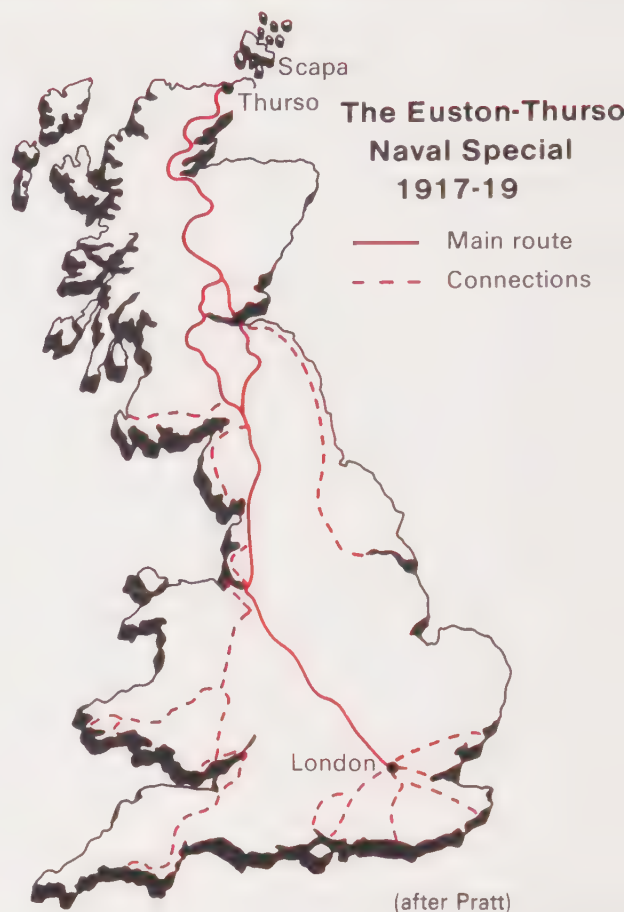 Scapa
Thurso
The Euston-Thurso
Naval Special
1917-19
Main route
Connections
London
(after Pratt)